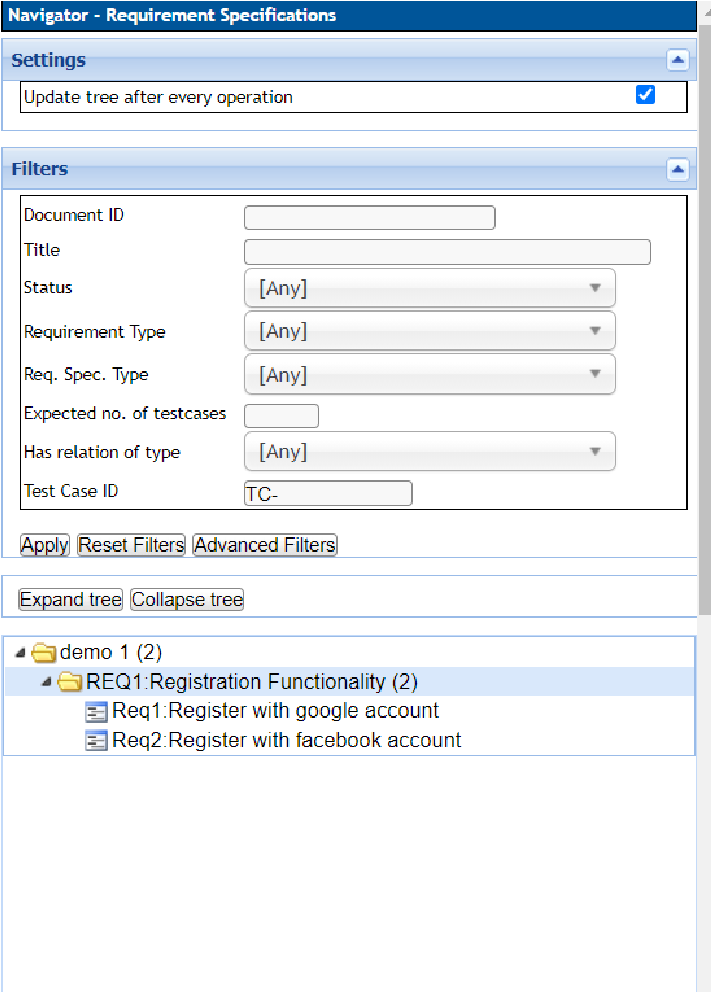 Navigator - Requirement Specifications
Settings
Update tree after every operation
Filters
Document ID
Title
Status [Any]
Requirement Type [Any]
Req. Spec. Type [Any]
Expected no. of testcases
Has relation of type [Any]
Test Case ID TC-
Apply Reset Filters Advanced Filters
Expand tree Collapse tree
demo 1 (2)
REQ1:Registration Functionality (2)
Req1:Register with google account
Req2:Register with facebook account